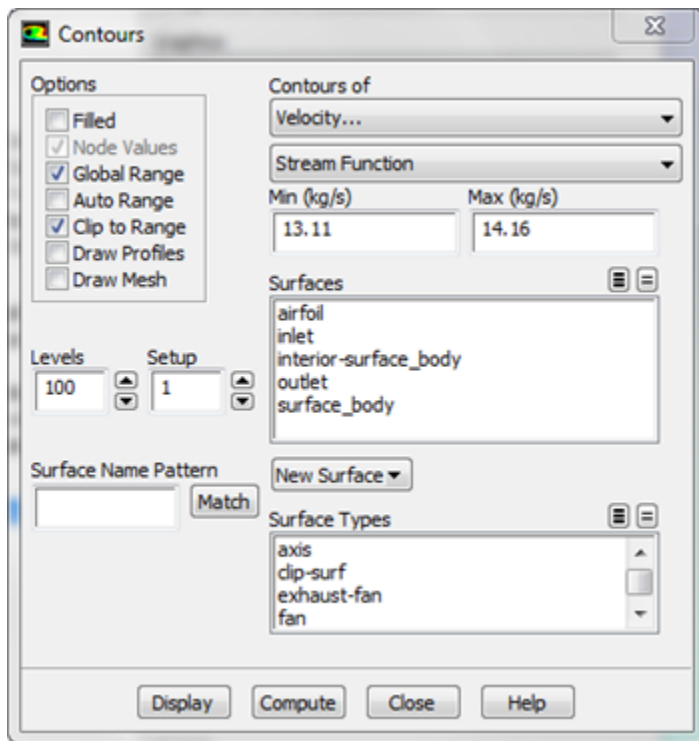 Contours
Options
Filled
Node Values
Global Range
Auto Range
Clip to Range
Draw Profiles
Draw Mesh
Levels
Setup
100
1
Surface Name Pattern
Match
Contours of
Velocity...
Stream Function
Min (kg/s)
Max (kg/s)
13.11
14.16
Surfaces
airfoil
inlet
interior-surface_body
outlet
surface_body
New Surface
Surface Types
axis
clip-surf
exhaust-fan
fan
Display
Compute
Close
Help